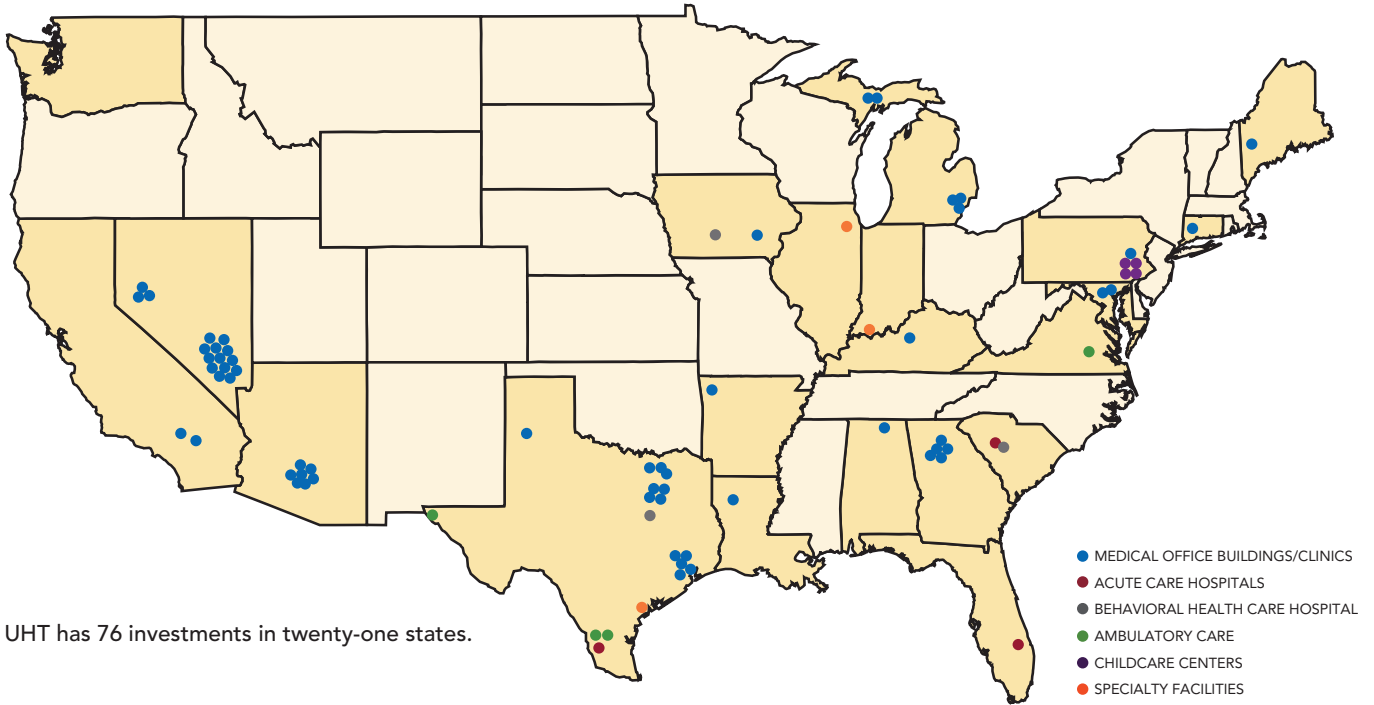 MEDICAL OFFICE BUILDINGS/CLINICS
ACUTE CARE HOSPITALS
BEHAVIORAL HEALTH CARE HOSPITAL
AMBULATORY CARE
CHILDCARE CENTERS
SPECIALTY FACILITIES
UHT has 76 investments in twenty-one states.